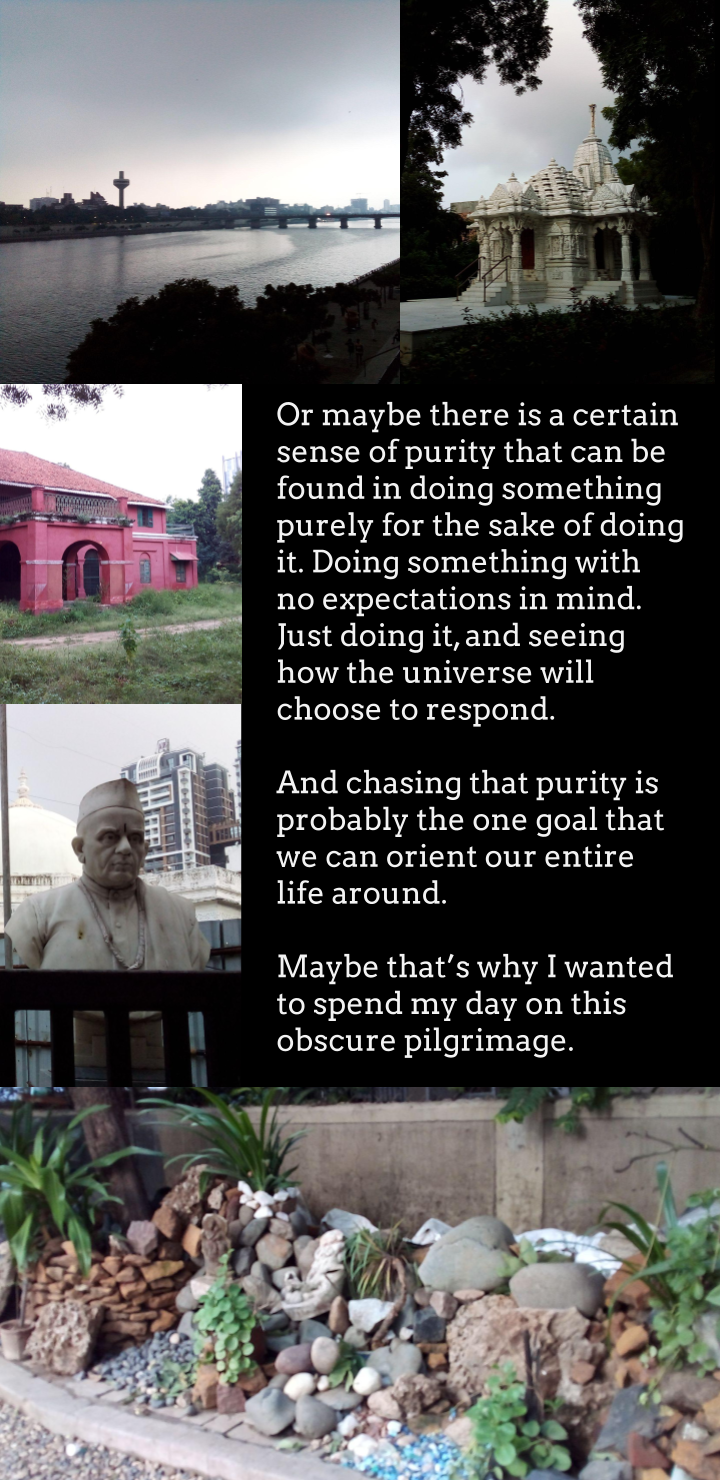 Or maybe there is a certain
sense of purity that can be
found in doing something
purely for the sake of doing
it. Doing something with
no expectations in mind.
Just doing it, and seeing
how the universe will
choose to respond.
And chasing that purity is
probably the one goal that
we can orient our entire
life around.
Maybe that’s why I wanted
to spend my day on this
obscure pilgrimage.